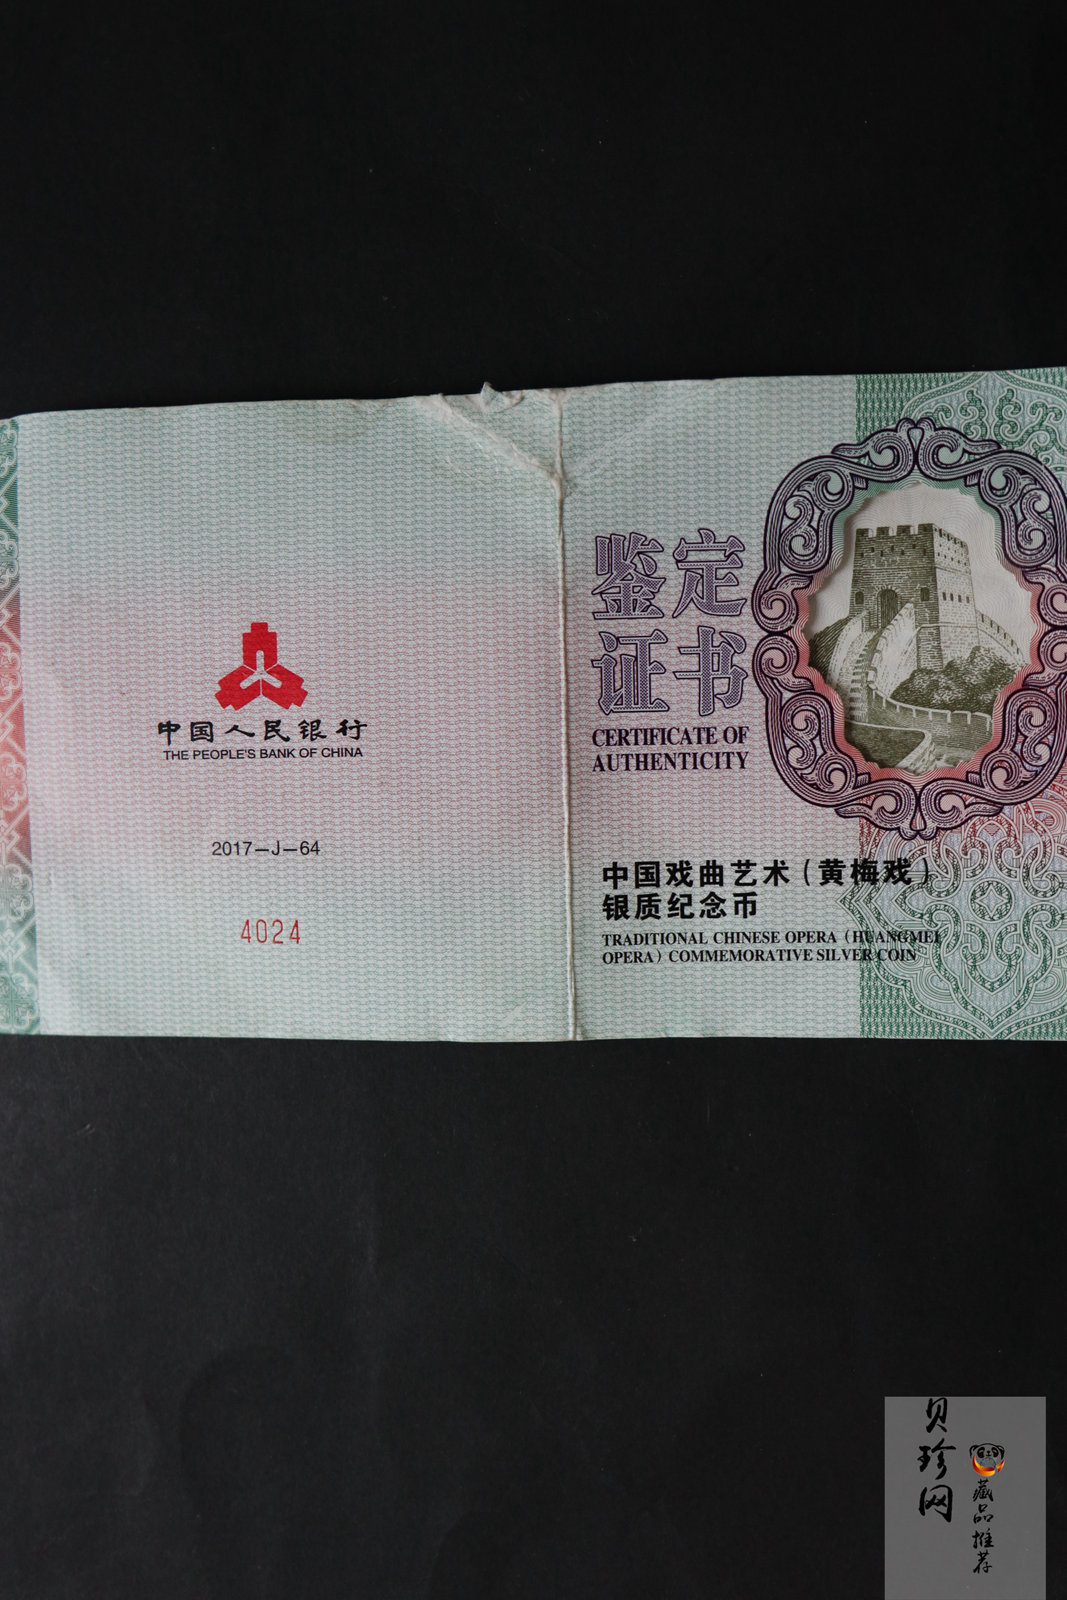 中国人民银行
THE PEOPLE'S BANK OF CHINA
2017—J—64
4024
鉴定
证书
CERTIFICATE OF
AUTHENTICITY
中国戏曲艺术（黄梅戏）
银质纪念币
TRADITIONAL CHINESE OPERA (HUANGMEI
OPERA) COMMEMORATIVE SILVER COIN
贝珍网
藏品推荐